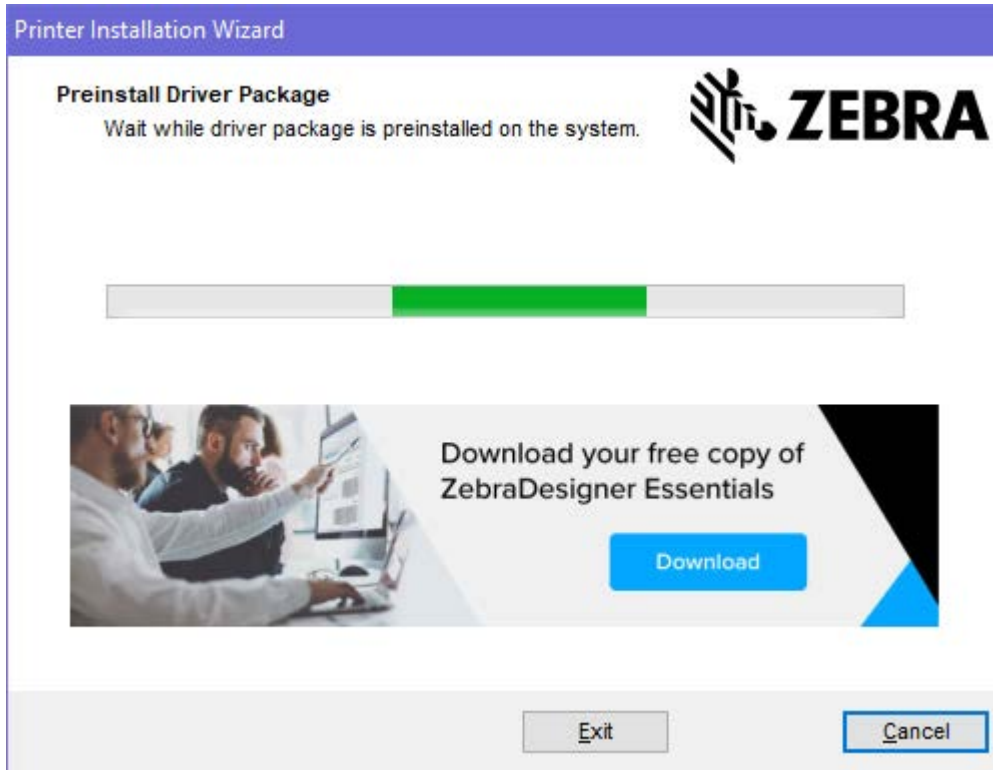 Printer Installation Wizard
Preinstall Driver Package
Wait while driver package is preinstalled on the system.
ZEBRA
Download your free copy of
ZebraDesigner Essentials
Download
Exit
Cancel